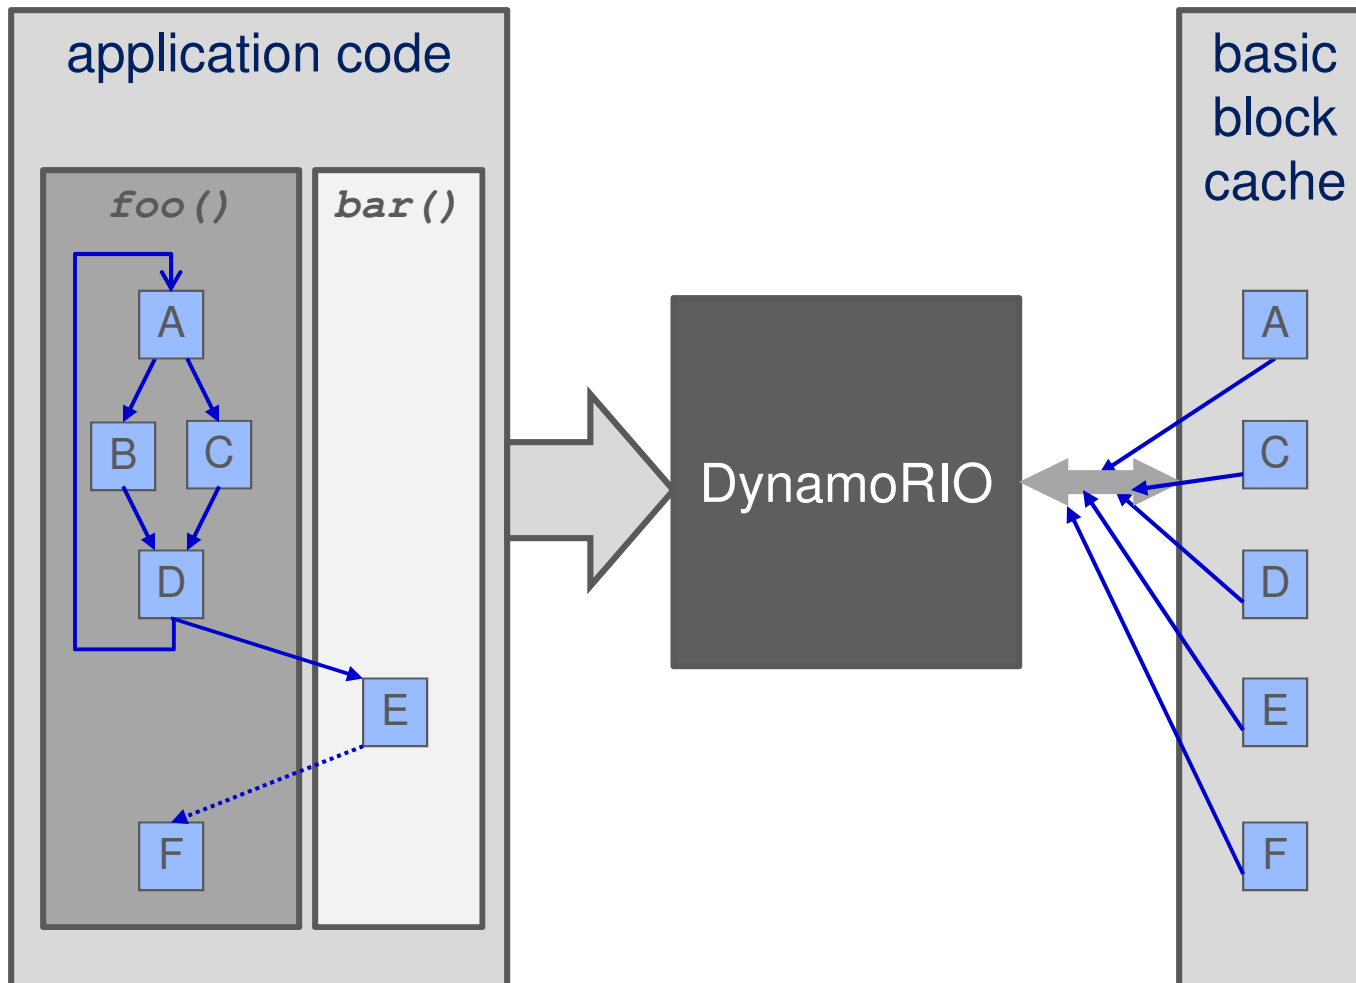 application code
foo()
bar()
A
B
C
D
E
F
DynamoRIO
basic
block
cache
A
C
D
E
F